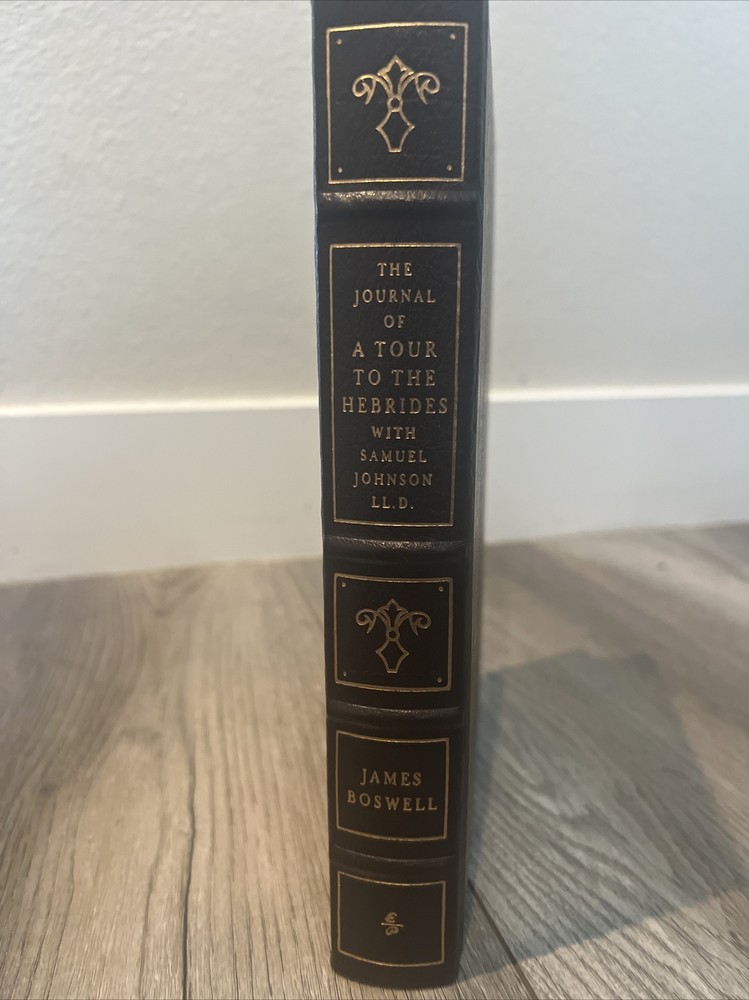 THE
JOURNAL
OF
A TOUR
TO THE
HEBRIDES
WITH
SAMUEL
JOHNSON
LL.D.
JAMES
BOSWELL